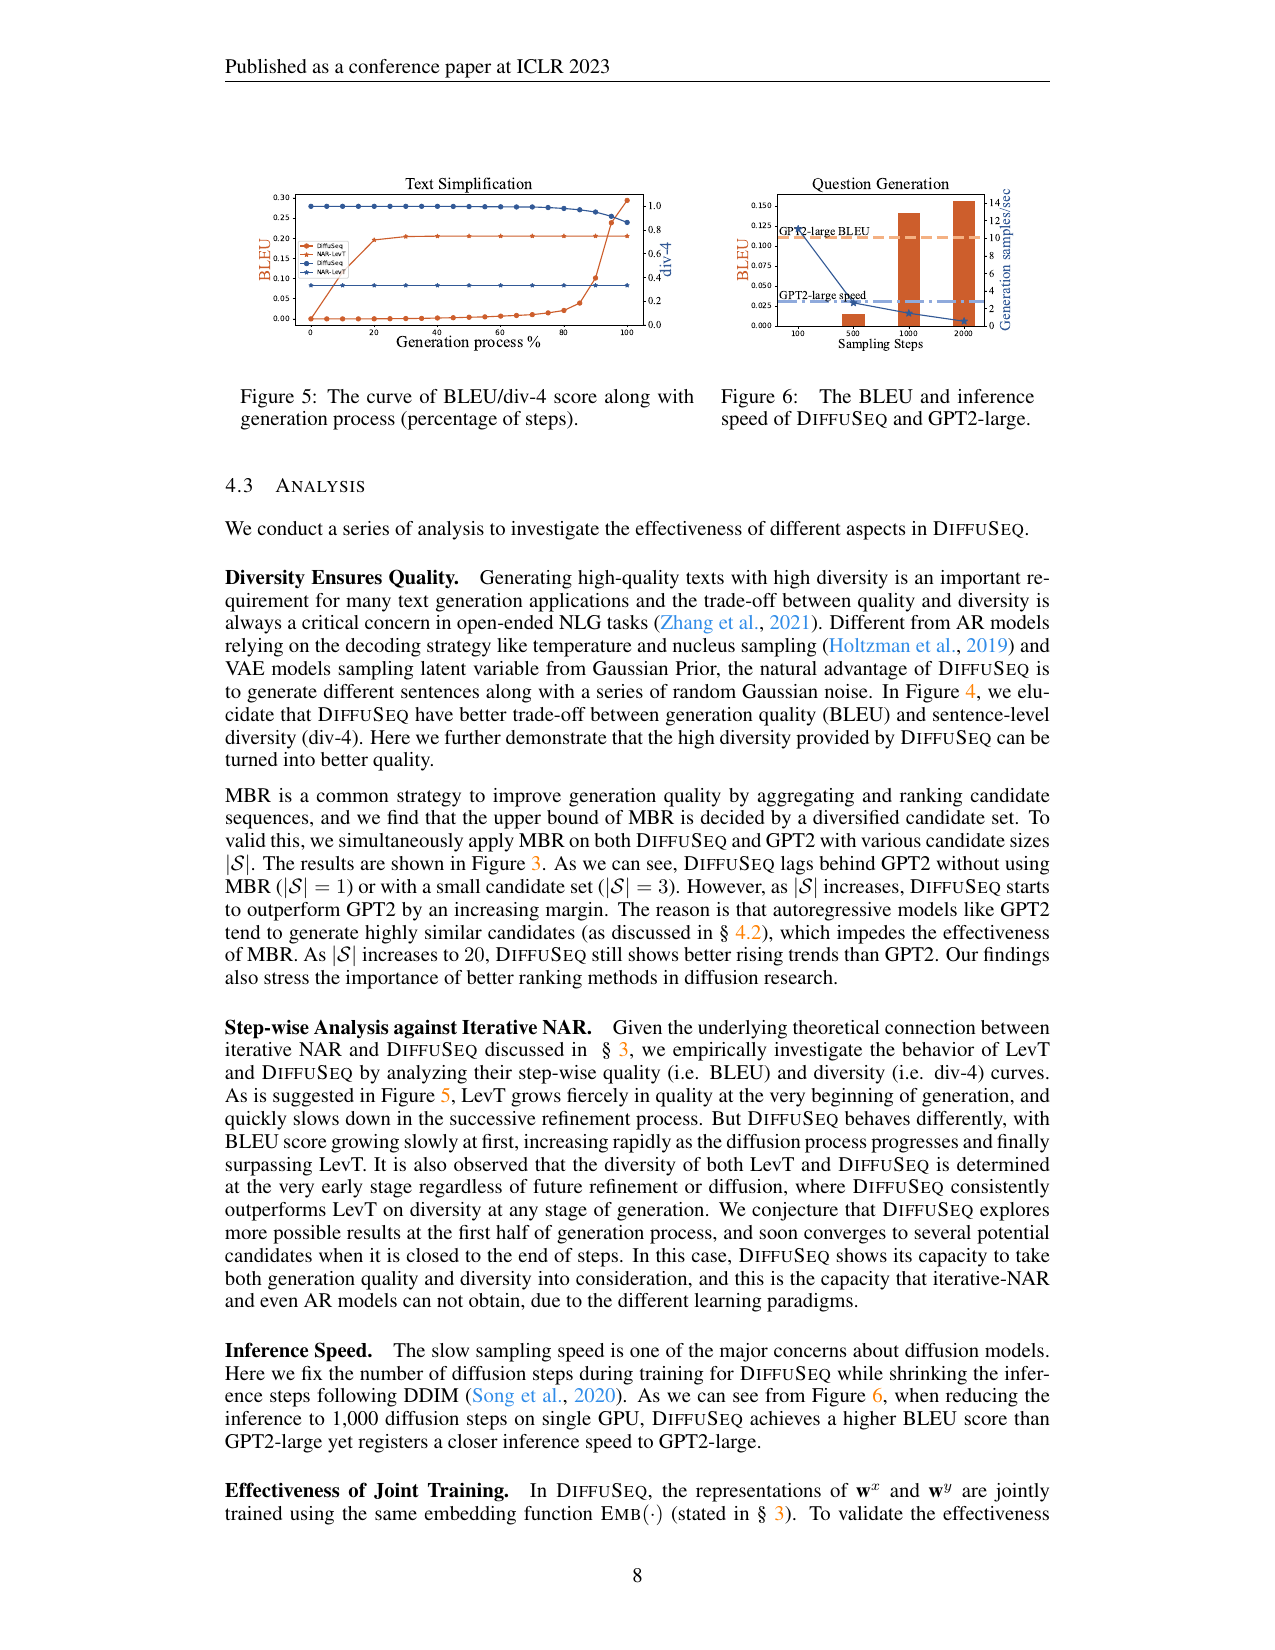 Published as a conference paper at ICLR 2023
Text Simplification
0.30
0.25
0.20
0.15
0.10
0.05
0.00
BLEU
DiffuSeq
NAR-LevT
DiffuSeq
NAR-LevT
1.0
0.8
0.6
0.4
0.2
0.0
div-4
0 20 40 60 80 100
Generation process %
Question Generation
0.150
0.125
0.100
0.075
0.050
0.025
0.000
BLEU
GPT2-large BLEU
GPT2-large speed
14
12
10
8
6
4
2
0
Generation samples/sec
100 500 1000 2000
Sampling Steps
Figure 5: The curve of BLEU/div-4 score along with
generation process (percentage of steps).
Figure 6: The BLEU and inference
speed of DIFFUSEQ and GPT2-large.
4.3 ANALYSIS
We conduct a series of analysis to investigate the effectiveness of different aspects in DIFFUSEQ.
Diversity Ensures Quality. Generating high-quality texts with high diversity is an important re-
quirement for many text generation applications and the trade-off between quality and diversity is
always a critical concern in open-ended NLG tasks (Zhang et al., 2021). Different from AR models
relying on the decoding strategy like temperature and nucleus sampling (Holtzman et al., 2019) and
VAE models sampling latent variable from Gaussian Prior, the natural advantage of DIFFUSEQ is
to generate different sentences along with a series of random Gaussian noise. In Figure 4, we elu-
cidate that DIFFUSEQ have better trade-off between generation quality (BLEU) and sentence-level
diversity (div-4). Here we further demonstrate that the high diversity provided by DIFFUSEQ can be
turned into better quality.
MBR is a common strategy to improve generation quality by aggregating and ranking candidate
sequences, and we find that the upper bound of MBR is decided by a diversified candidate set. To
valid this, we simultaneously apply MBR on both DIFFUSEQ and GPT2 with various candidate sizes
|S|. The results are shown in Figure 3. As we can see, DIFFUSEQ lags behind GPT2 without using
MBR (|S| = 1) or with a small candidate set (|S| = 3). However, as |S| increases, DIFFUSEQ starts
to outperform GPT2 by an increasing margin. The reason is that autoregressive models like GPT2
tend to generate highly similar candidates (as discussed in § 4.2), which impedes the effectiveness
of MBR. As |S| increases to 20, DIFFUSEQ still shows better rising trends than GPT2. Our findings
also stress the importance of better ranking methods in diffusion research.
Step-wise Analysis against Iterative NAR. Given the underlying theoretical connection between
iterative NAR and DIFFUSEQ discussed in § 3, we empirically investigate the behavior of LevT
and DIFFUSEQ by analyzing their step-wise quality (i.e. BLEU) and diversity (i.e. div-4) curves.
As is suggested in Figure 5, LevT grows fiercely in quality at the very beginning of generation, and
quickly slows down in the successive refinement process. But DIFFUSEQ behaves differently, with
BLEU score growing slowly at first, increasing rapidly as the diffusion process progresses and finally
surpassing LevT. It is also observed that the diversity of both LevT and DIFFUSEQ is determined
at the very early stage regardless of future refinement or diffusion, where DIFFUSEQ consistently
outperforms LevT on diversity at any stage of generation. We conjecture that DIFFUSEQ explores
more possible results at the first half of generation process, and soon converges to several potential
candidates when it is closed to the end of steps. In this case, DIFFUSEQ shows its capacity to take
both generation quality and diversity into consideration, and this is the capacity that iterative-NAR
and even AR models can not obtain, due to the different learning paradigms.
Inference Speed. The slow sampling speed is one of the major concerns about diffusion models.
Here we fix the number of diffusion steps during training for DIFFUSEQ while shrinking the infer-
ence steps following DDIM (Song et al., 2020). As we can see from Figure 6, when reducing the
inference to 1,000 diffusion steps on single GPU, DIFFUSEQ achieves a higher BLEU score than
GPT2-large yet registers a closer inference speed to GPT2-large.
Effectiveness of Joint Training. In DIFFUSEQ, the representations of wˣ and wʸ are jointly
trained using the same embedding function EMB(·) (stated in § 3). To validate the effectiveness
8